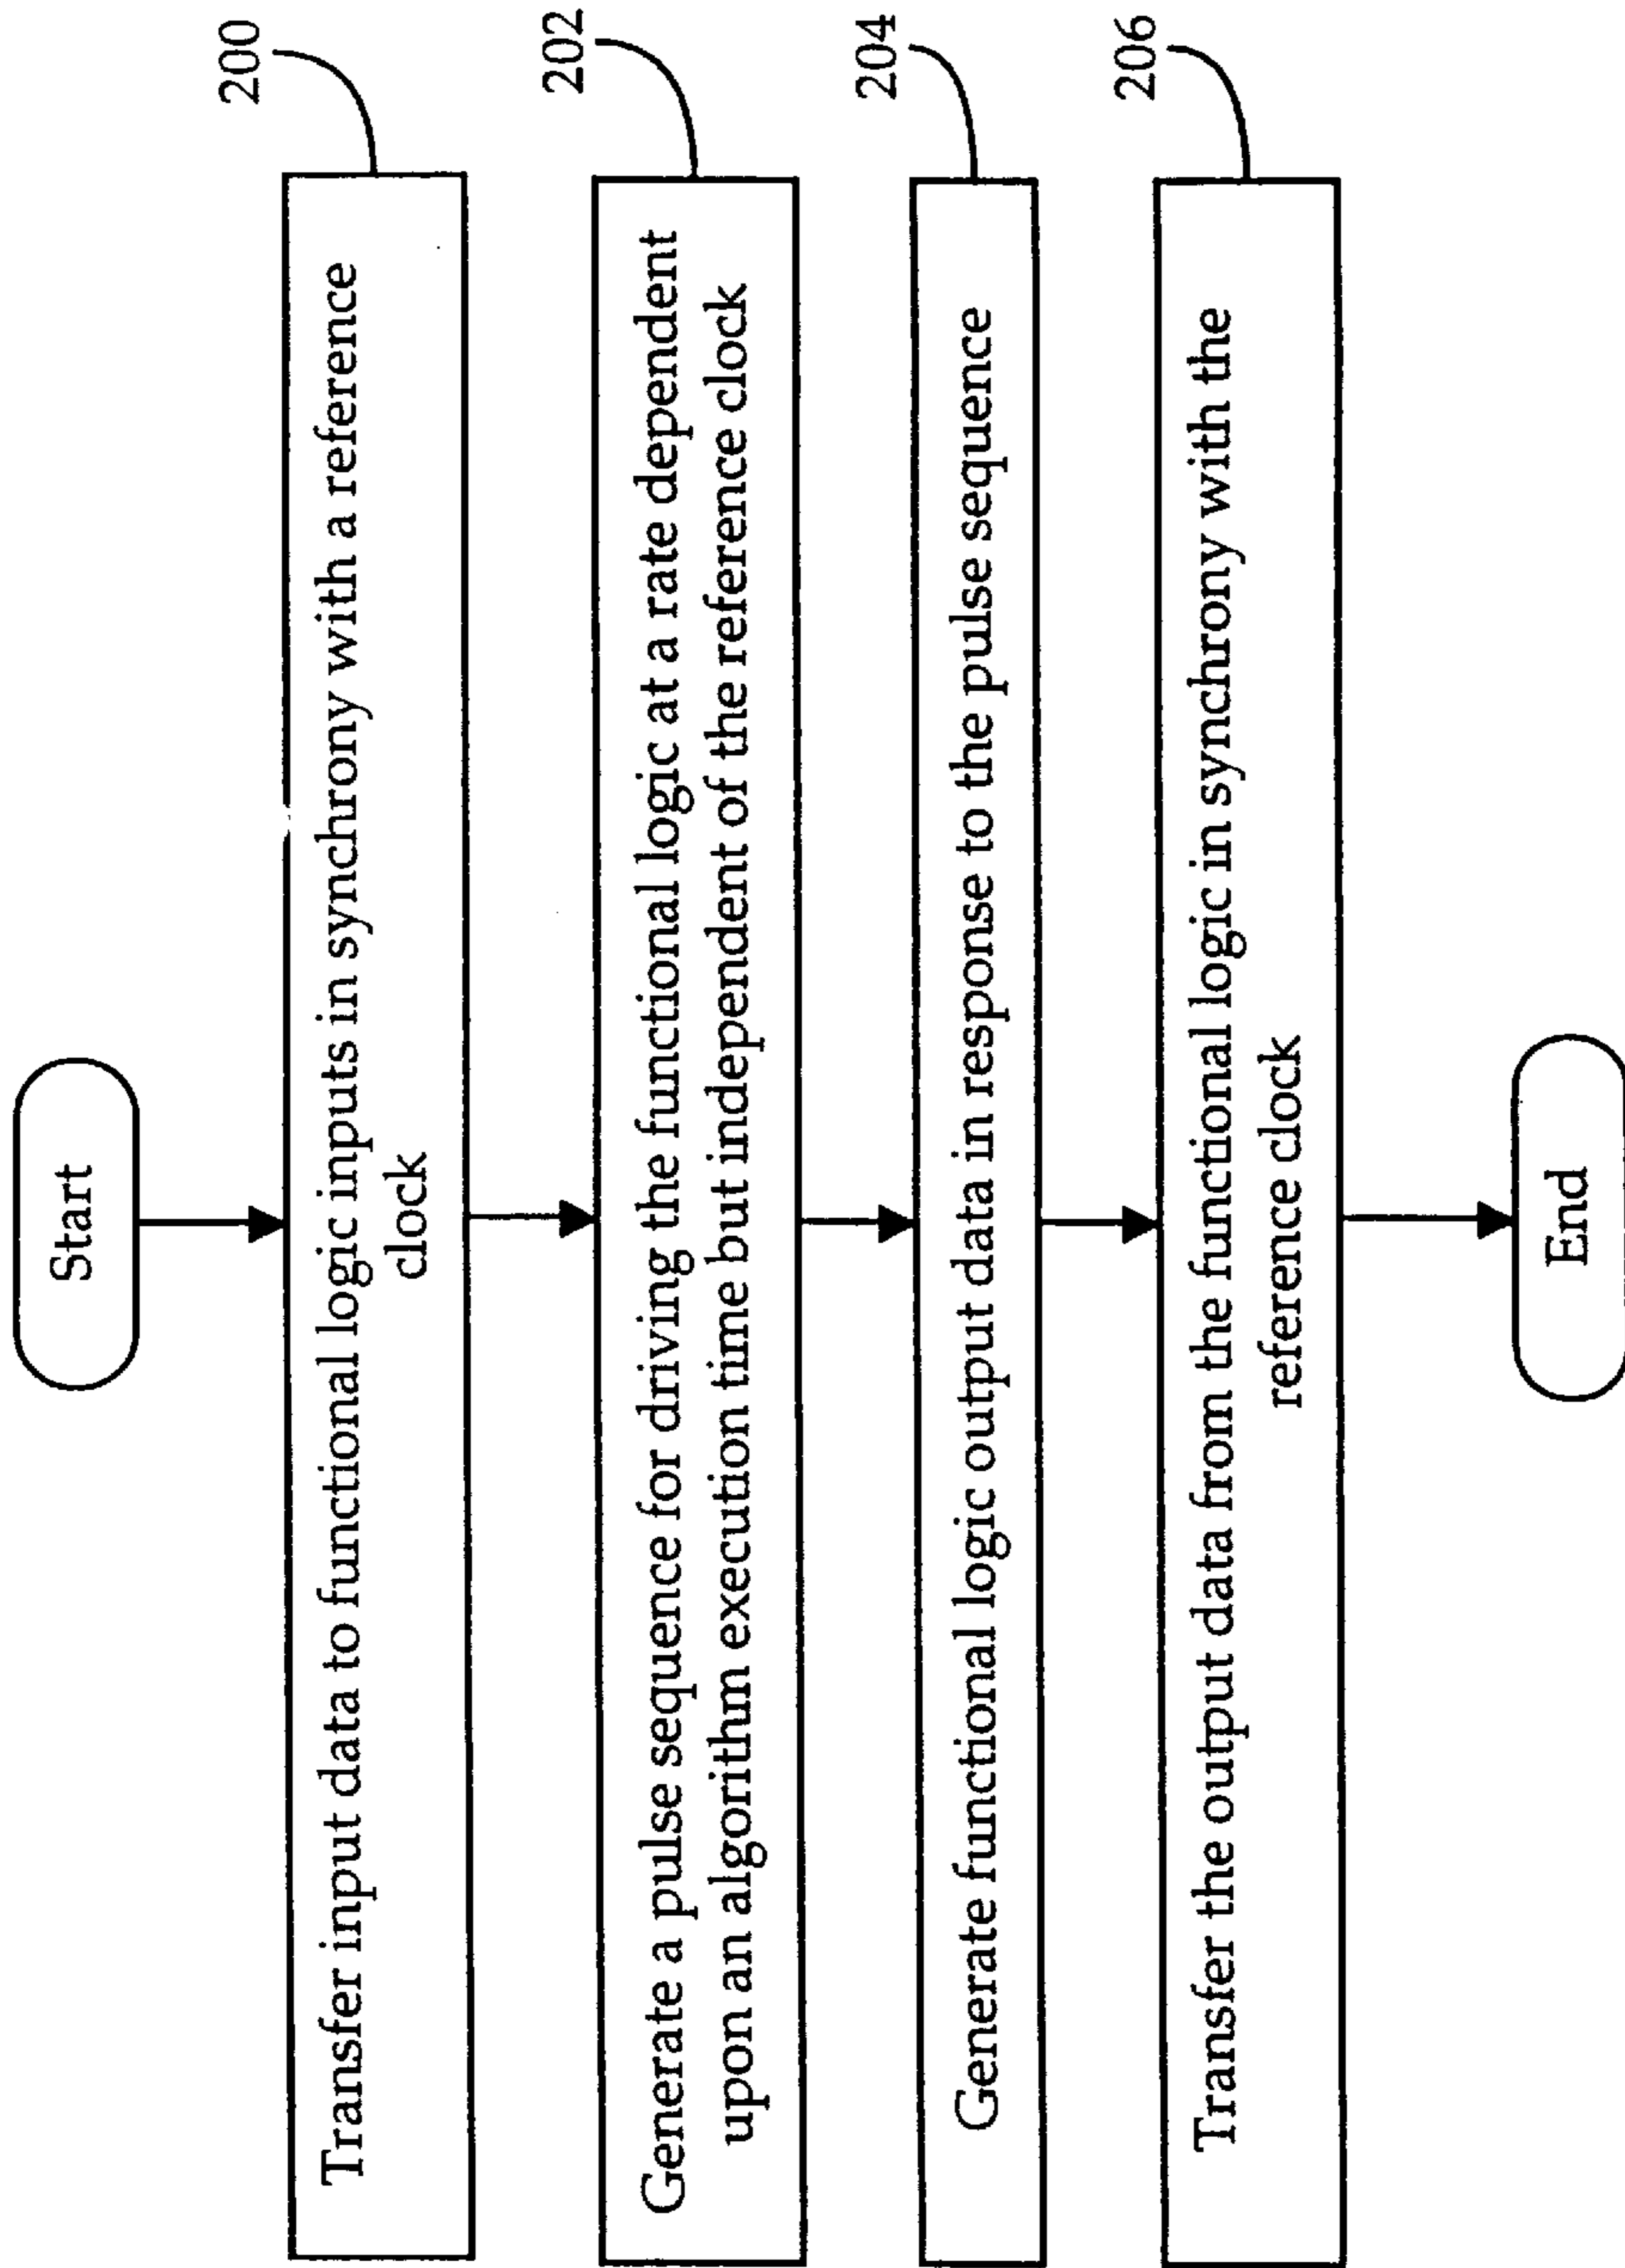 Start
200
Transfer input data to functional logic inputs in synchrony with a reference
clock
202
Generate a pulse sequence for driving the functional logic at a rate dependent
upon an algorithm execution time but independent of the reference clock
204
Generate functional logic output data in response to the pulse sequence
206
Transfer the output data from the functional logic in synchrony with the
reference clock
End